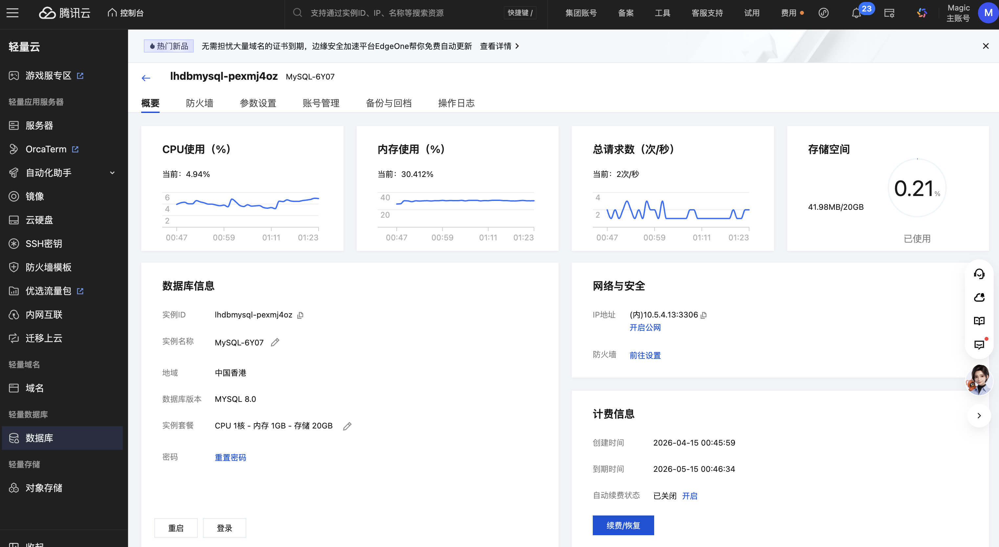 腾讯云
控制台
支持通过实例ID、IP、名称等搜索资源
快捷键 /
集团账号
备案
工具
客服支持
试用
费用
23
Magic
主账号
M
轻量云
游戏服专区
轻量应用服务器
服务器
OrcaTerm
自动化助手
镜像
云硬盘
SSH密钥
防火墙模板
优选流量包
内网互联
迁移上云
轻量域名
域名
轻量数据库
数据库
轻量存储
对象存储
收起
热门新品
无需担忧大量域名的证书到期，边缘安全加速平台EdgeOne帮你免费自动更新 查看详情
lhdbmysql-pexmj4oz MySQL-6Y07
概要 防火墙 参数设置 账号管理 备份与回档 操作日志
CPU使用（%）
当前：4.94%
6
4
2
00:47 00:59 01:11 01:23
内存使用（%）
当前：30.412%
40
20
00:47 00:59 01:11 01:23
总请求数（次/秒）
当前：2次/秒
4
2
00:47 00:59 01:11 01:23
存储空间
0.21%
41.98MB/20GB
已使用
数据库信息
实例ID lhdbmysql-pexmj4oz
实例名称 MySQL-6Y07
地域 中国香港
数据库版本 MYSQL 8.0
实例套餐 CPU 1核 - 内存 1GB - 存储 20GB
密码 重置密码
重启 登录
网络与安全
IP地址 (内)10.5.4.13:3306
开启公网
防火墙 前往设置
计费信息
创建时间 2026-04-15 00:45:59
到期时间 2026-05-15 00:46:34
自动续费状态 已关闭 开启
续费/恢复